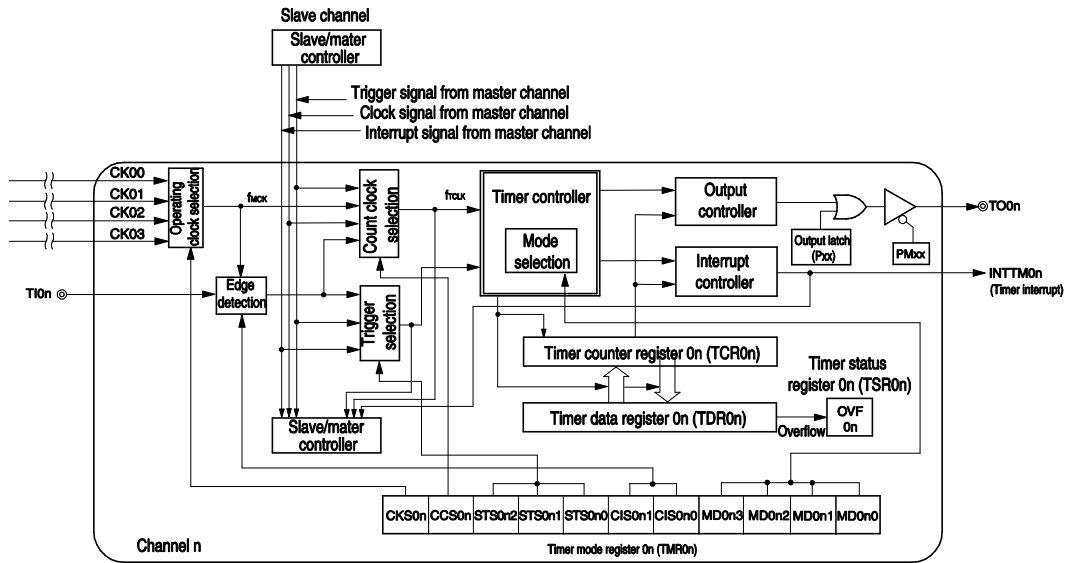 Slave channel
Slave/mater
controller
Trigger signal from master channel
Clock signal from master channel
Interrupt signal from master channel
CK00
CK01
CK02
CK03
Operating
clock selection
fMCK
Count clock
selection
fTCLK
Timer controller
Mode
selection
Output
controller
Output latch
(Pxx)
PMxx
TO0n
Interrupt
controller
INTTM0n
(Timer interrupt)
TI0n
Edge
detection
Trigger
selection
Timer counter register 0n (TCR0n)
Timer status
register 0n (TSR0n)
Timer data register 0n (TDR0n)
Overflow
OVF
0n
Slave/mater
controller
CKS0n CCS0n STS0n2 STS0n1 STS0n0 CIS0n1 CIS0n0 MD0n3 MD0n2 MD0n1 MD0n0
Channel n
Timer mode register 0n (TMR0n)